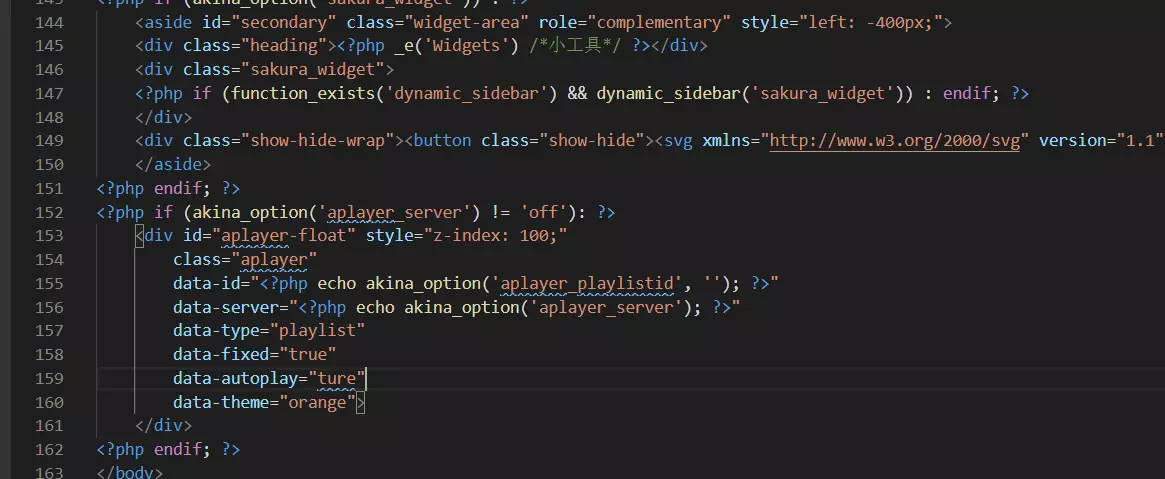 143 <?php if (akina_option('sakura_widget')) : ?>
144 <aside id="secondary" class="widget-area" role="complementary" style="left: -400px;">
145 <div class="heading"><?php _e('Widgets') /*小工具*/ ?></div>
146 <div class="sakura_widget">
147 <?php if (function_exists('dynamic_sidebar') && dynamic_sidebar('sakura_widget')) : endif; ?>
148 </div>
149 <div class="show-hide-wrap"><button class="show-hide"><svg xmlns="http://www.w3.org/2000/svg" version="1.1"
150 </aside>
151 <?php endif; ?>
152 <?php if (akina_option('aplayer_server') != 'off'): ?>
153 <div id="aplayer-float" style="z-index: 100;"
154 class="aplayer"
155 data-id="<?php echo akina_option('aplayer_playlistid', ''); ?>"
156 data-server="<?php echo akina_option('aplayer_server'); ?>"
157 data-type="playlist"
158 data-fixed="true"
159 data-autoplay="ture"
160 data-theme="orange">
161 </div>
162 <?php endif; ?>
163 </body>